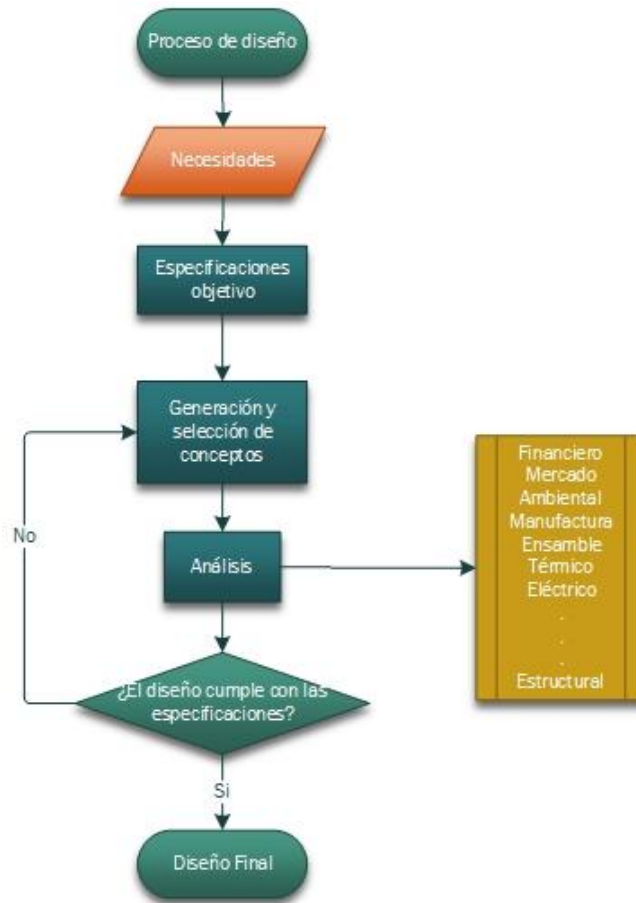 Proceso de diseño
Necesidades
Especificaciones
objetivo
Generación y
selección de
conceptos
Análisis
Financiero
Mercado
Ambiental
Manufactura
Ensamble
Térmico
Eléctrico
.
.
.
Estructural
No
¿El diseño cumple con las
especificaciones?
Si
Diseño Final